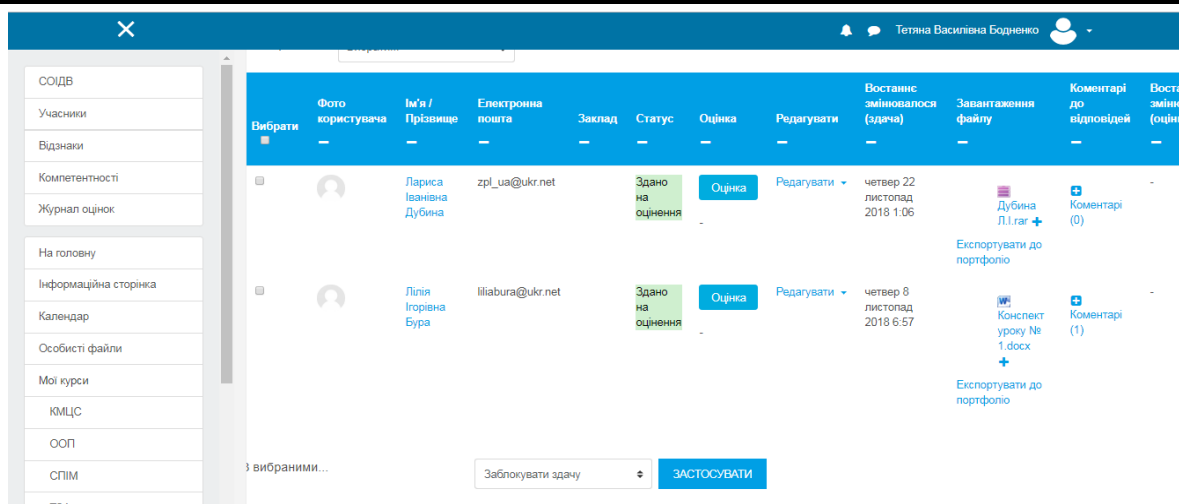 Тетяна Василівна Бодненко
СОІДВ
Учасники
Відзнаки
Компетентності
Журнал оцінок
На головну
Інформаційна сторінка
Календар
Особисті файли
Мої курси
КМЦС
ООП
СПІМ
Вибрати
Фото
користувача
Ім'я /
Прізвище
Електронна
пошта
Заклад
Статус
Оцінка
Редагувати
Востаннє
змінювалося
(здача)
Завантаження
файлу
Коментарі
до
відповідей
Лариса
Іванівна
Дубина
zpl_ua@ukr.net
Здано
на
оцінення
Оцінка
-
Редагувати
четвер 22
листопад
2018 1:06
Дубина
Л.І.rar
Експортувати до
портфоліо
Коментарі
(0)
-
Лілія
Ігорівна
Бура
liliabura@ukr.net
Здано
на
оцінення
Оцінка
-
Редагувати
четвер 8
листопад
2018 6:57
Конспект
уроку №
1.docx
Експортувати до
портфоліо
Коментарі
(1)
-
З вибраними...
Заблокувати здачу
ЗАСТОСУВАТИ